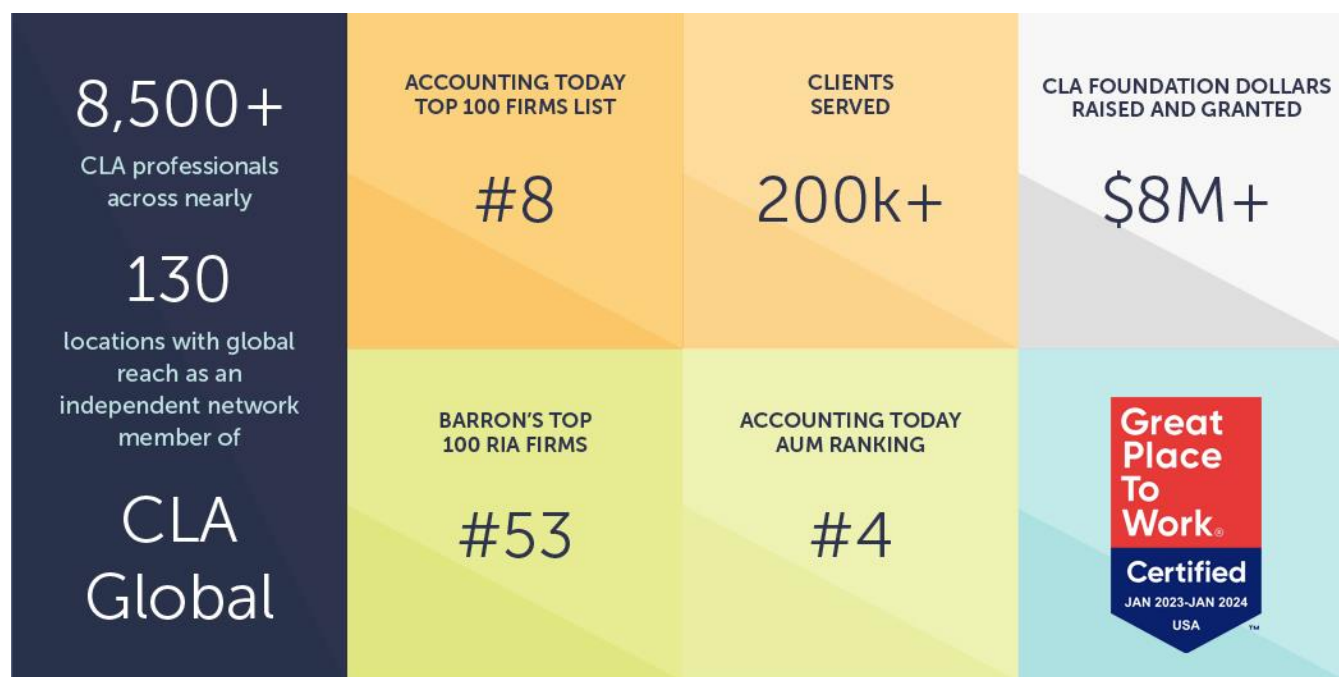 8,500+
CLA professionals
across nearly
130
locations with global
reach as an
independent network
member of
CLA
Global
ACCOUNTING TODAY
TOP 100 FIRMS LIST
#8
CLIENTS
SERVED
200k+
CLA FOUNDATION DOLLARS
RAISED AND GRANTED
$8M+
BARRON'S TOP
100 RIA FIRMS
#53
ACCOUNTING TODAY
AUM RANKING
#4
Great
Place
To
Work®
Certified
JAN 2023-JAN 2024
USA
™